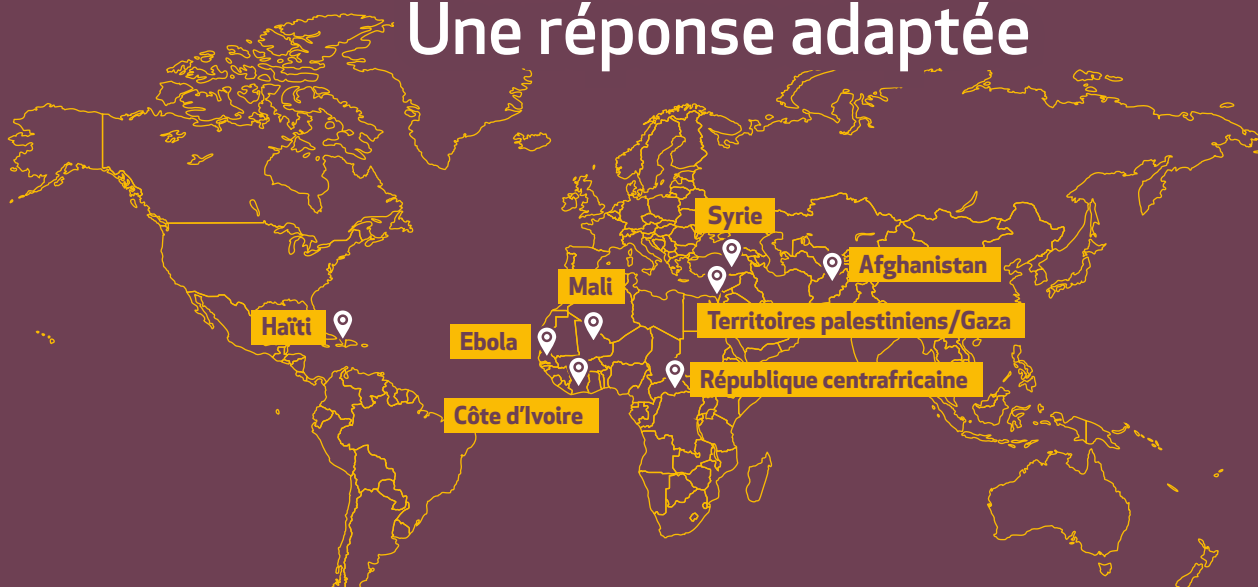 Une réponse adaptée
Syrie
Afghanistan
Mali
Haïti
Territoires palestiniens/Gaza
Ebola
République centrafricaine
Côte d'Ivoire